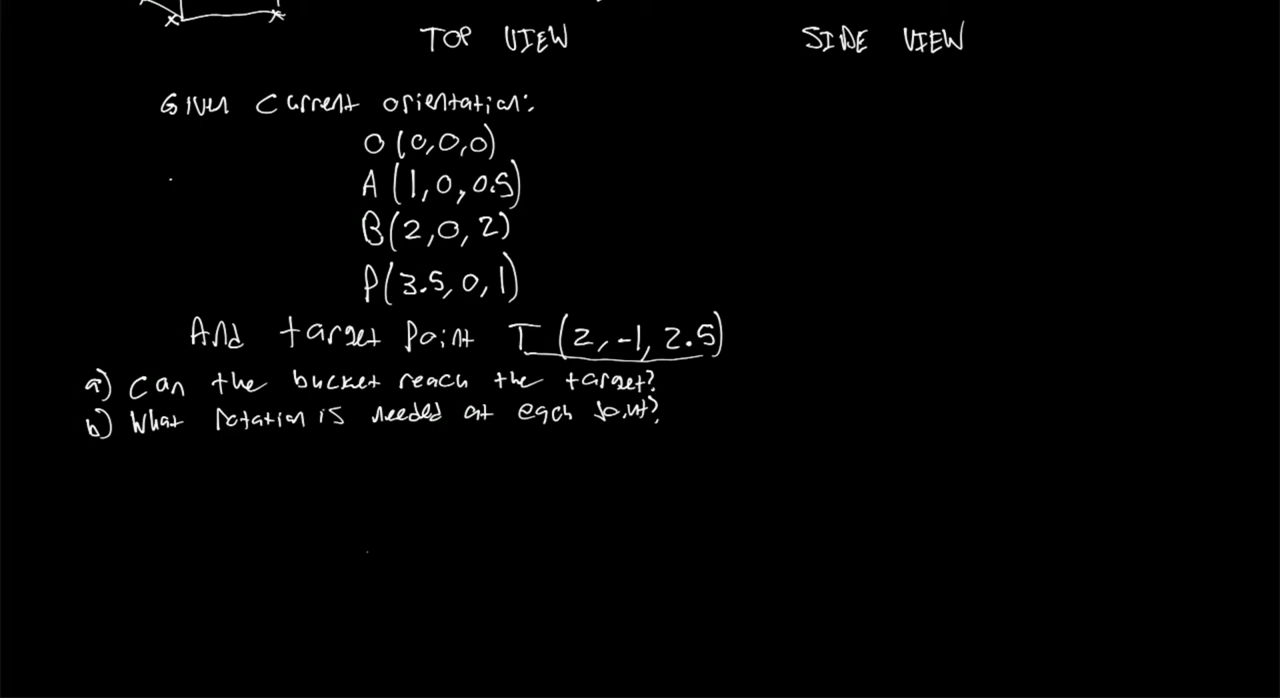 TOP VIEW SIDE VIEW
Given current orientation:
O(0,0,0)
A(1,0,0.5)
B(2,0,2)
P(3.5,0,1)
And target point T(2,-1,2.5)
a) Can the bucket reach the target?
b) What rotation is needed at each joint?